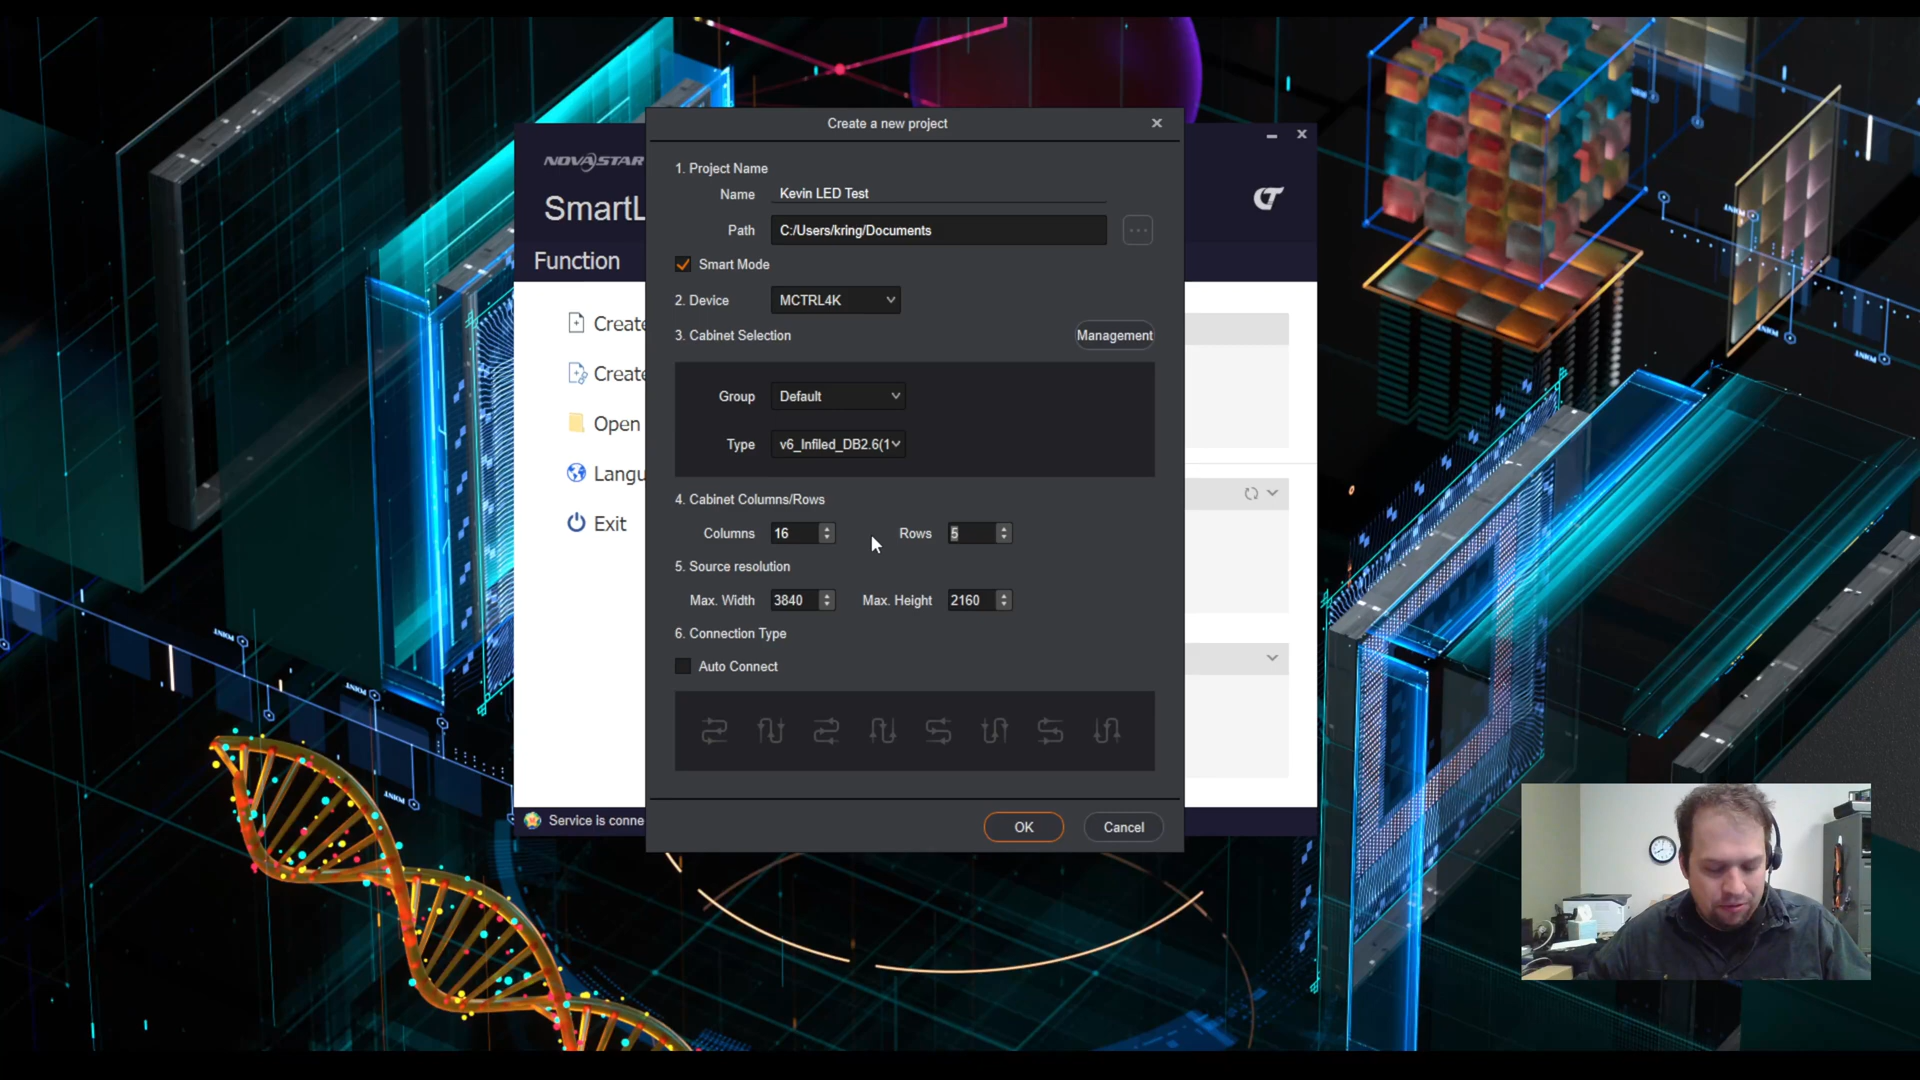 Create a new project
NOVASTAR
SmartL
Function
Create
Create
Open
Langu
Exit
Service is conne
1. Project Name
Name Kevin LED Test
Path C:/Users/kring/Documents
...
Smart Mode
2. Device MCTRL4K
3. Cabinet Selection Management
Group Default
Type v6_Infiled_DB2.6(1
4. Cabinet Columns/Rows
Columns 16 Rows 5
5. Source resolution
Max. Width 3840 Max. Height 2160
6. Connection Type
Auto Connect
OK Cancel
POINT
POINT
POINT